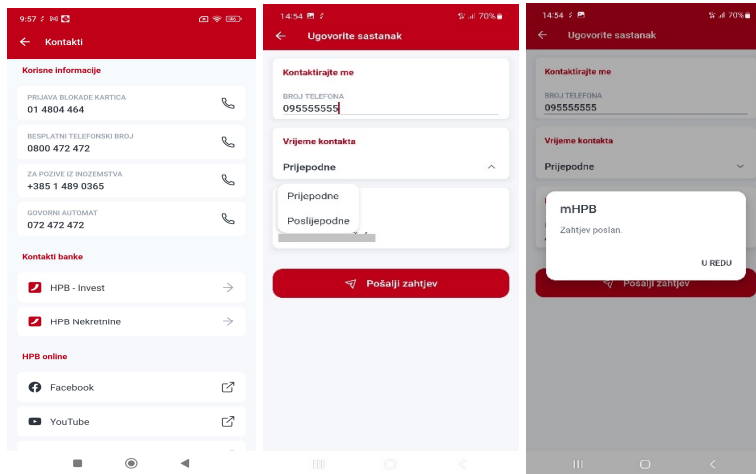 9:57
Kontakti
Korisne informacije
PRIJAVA BLOKADE KARTICA
01 4804 464
BESPLATNI TELEFONSKI BROJ
0800 472 472
ZA POZIVE IZ INOZEMSTVA
+385 1 489 0365
GOVORNI AUTOMAT
072 472 472
Kontakti banke
HPB - Invest
HPB Nekretnine
HPB online
Facebook
YouTube
14:54
70%
Ugovorite sastanak
Kontaktirajte me
BROJ TELEFONA
095555555
Vrijeme kontakta
Prijepodne
Prijepodne
Poslijepodne
Pošalji zahtjev
14:54
70%
Ugovorite sastanak
Kontaktirajte me
BROJ TELEFONA
095555555
Vrijeme kontakta
Prijepodne
mHPB
Zahtjev poslan.
U REDU
Pošalji zahtjev